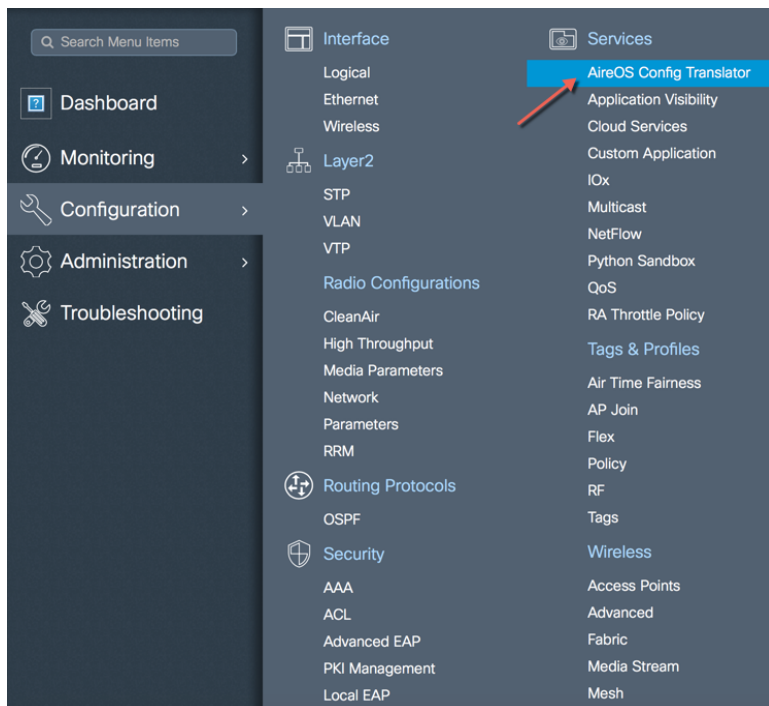 Search Menu Items
Dashboard
Monitoring
Configuration
Administration
Troubleshooting
Interface
Logical
Ethernet
Wireless
Layer2
STP
VLAN
VTP
Radio Configurations
CleanAir
High Throughput
Media Parameters
Network
Parameters
RRM
Routing Protocols
OSPF
Security
AAA
ACL
Advanced EAP
PKI Management
Local EAP
Services
AireOS Config Translator
Application Visibility
Cloud Services
Custom Application
IOx
Multicast
NetFlow
Python Sandbox
QoS
RA Throttle Policy
Tags & Profiles
Air Time Fairness
AP Join
Flex
Policy
RF
Tags
Wireless
Access Points
Advanced
Fabric
Media Stream
Mesh